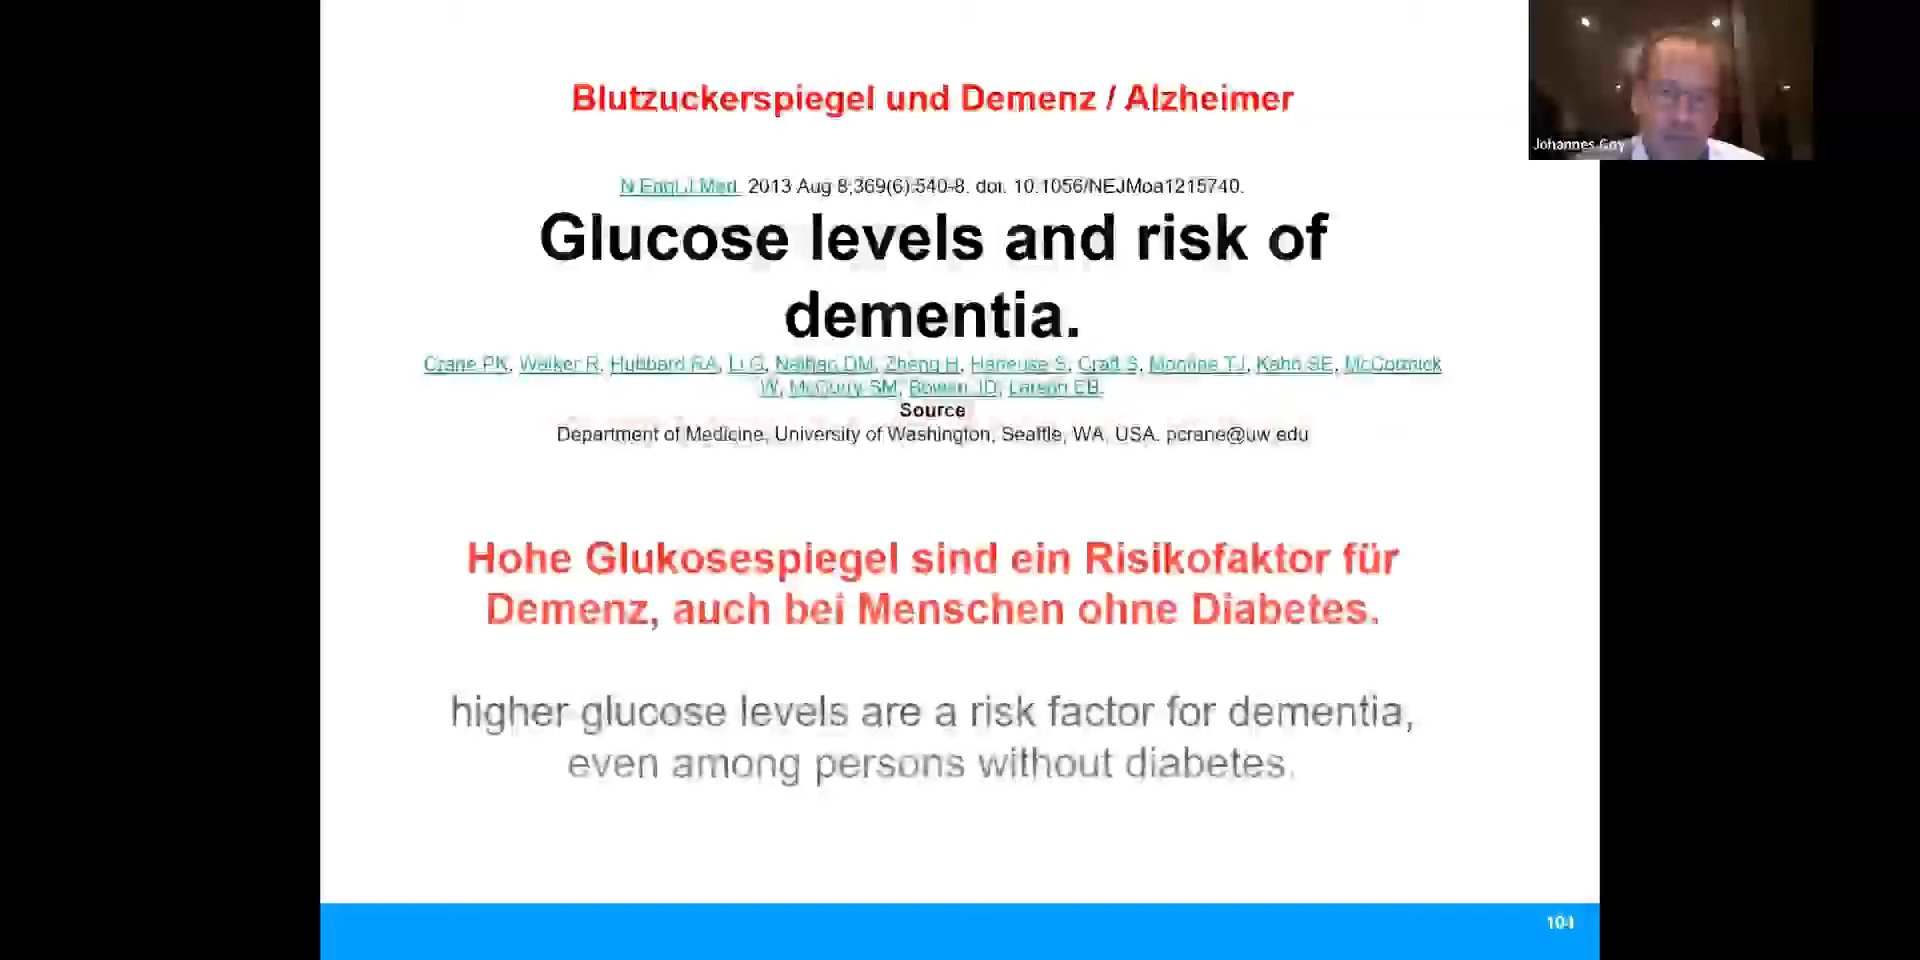 Blutzuckerspiegel und Demenz / Alzheimer
Johannes Goy
N Engl J Med. 2013 Aug 8;369(6):540-8. doi: 10.1056/NEJMoa1215740.
Glucose levels and risk of
dementia.
Crane PK, Walker R, Hubbard RA, Li G, Nathan DM, Zheng H, Haneuse S, Craft S, Montine TJ, Kahn SE, McCormick
W, McCurry SM, Bowen JD, Larson EB.
Source
Department of Medicine, University of Washington, Seattle, WA, USA. pcrane@uw.edu
Hohe Glukosespiegel sind ein Risikofaktor für
Demenz, auch bei Menschen ohne Diabetes.
higher glucose levels are a risk factor for dementia,
even among persons without diabetes.